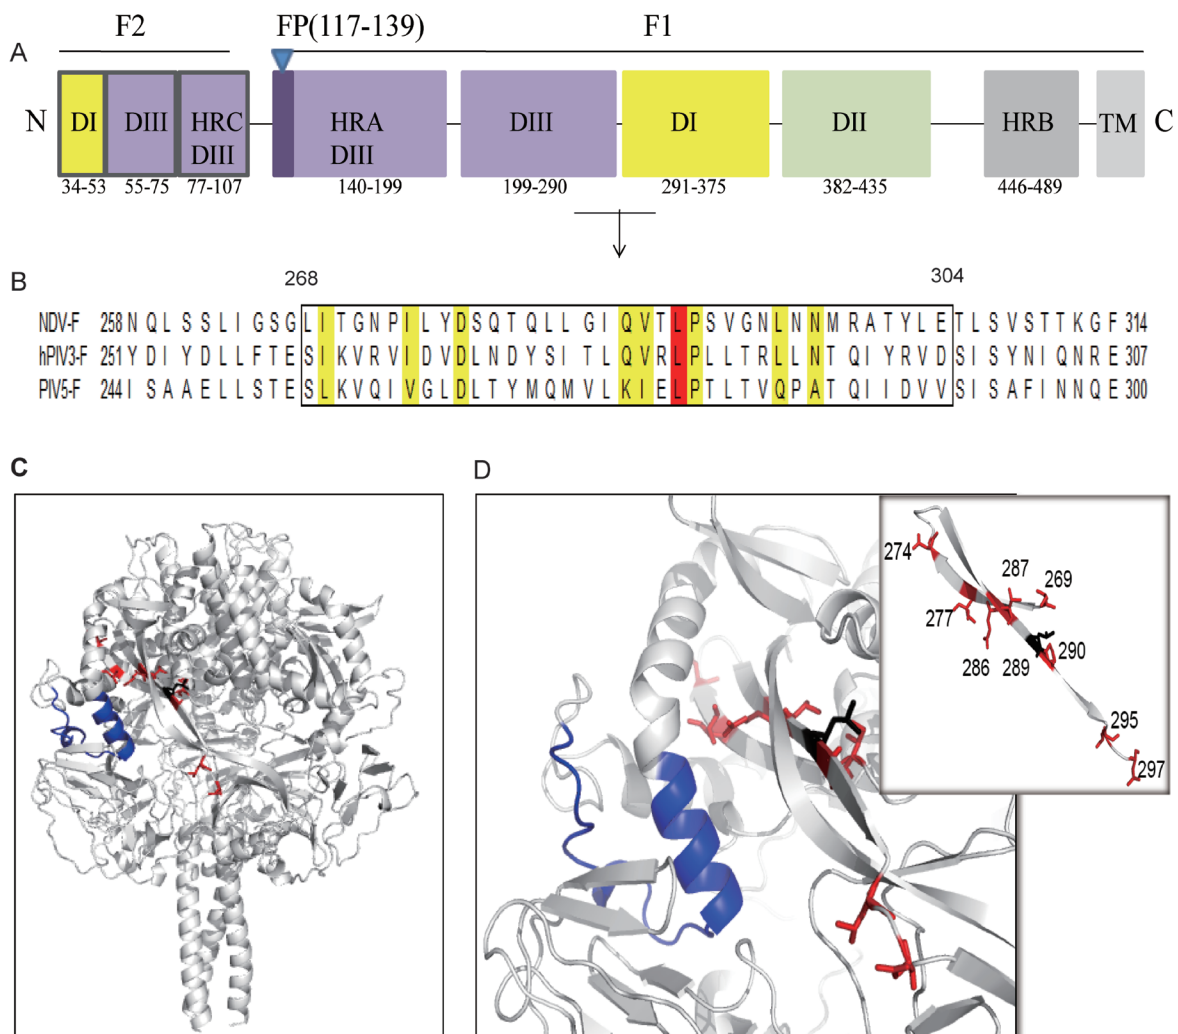 F2 FP(117-139) F1
A
N DI DIII HRC DIII HRA DIII DIII DI DII HRB TM C
34-53 55-75 77-107 140-199 199-290 291-375 382-435 446-489
B
268 304
NDV-F 258 N Q L S S L I G S G L I T G N P I L Y D S Q T Q L L G I Q V T L P S V G N L N N M R A T Y L E T L S V S T T K G F 314
hPIV3-F 251 Y D I Y D L L F T E S I K V R V I D V D L N D Y S I T L Q V R L P L L T R L L N T Q I Y R V D S I S Y N I Q N R E 307
PIV5-F 244 I S A A E L L S T E S L K V Q I V G L D L T Y M Q M V L K I E L P T L T V Q P A T Q I I D V V S I S A F I N N Q E 300
C
D
274
287 269
277
286 289 290
295
297